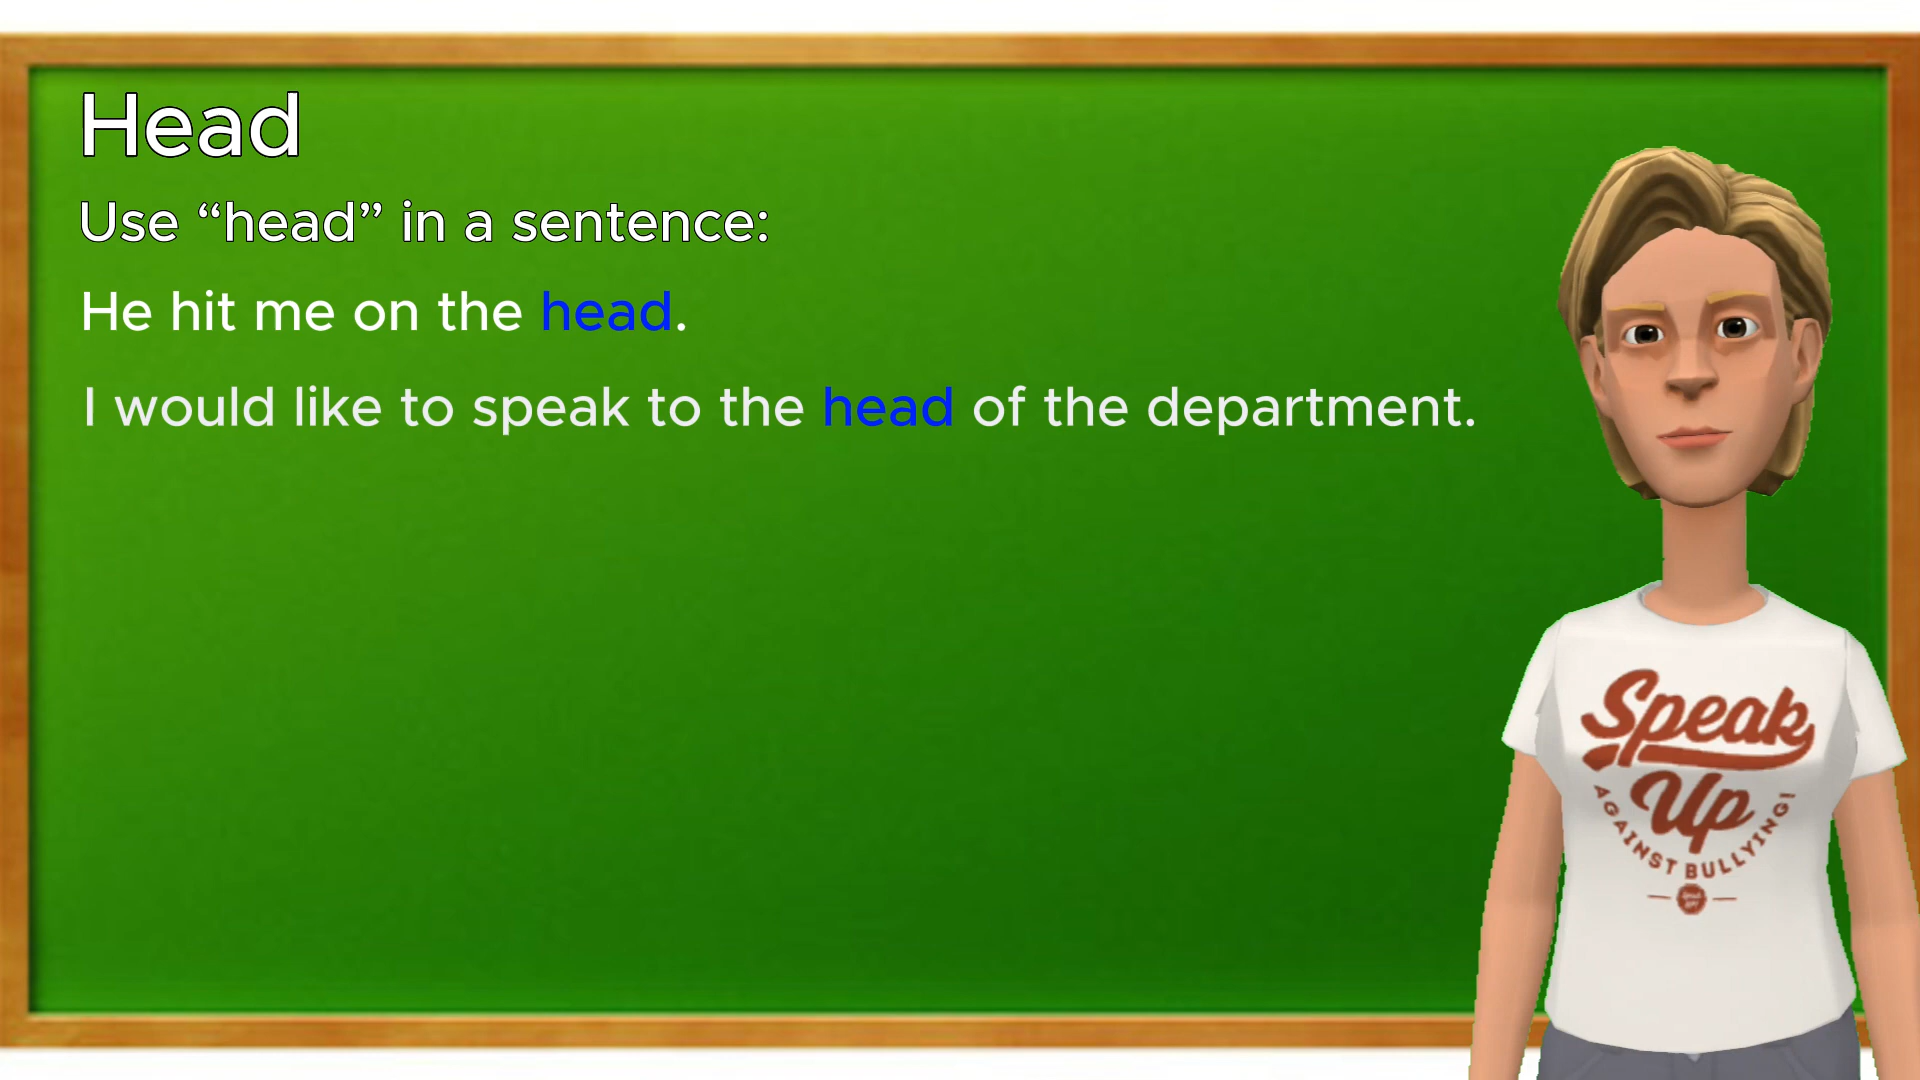 Head
Use “head” in a sentence:
He hit me on the head.
I would like to speak to the head of the department.
Speak
Up
AGAINST BULLYING!